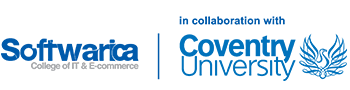 Softwarica
College of IT & E-commerce
in collaboration with
Coventry
University